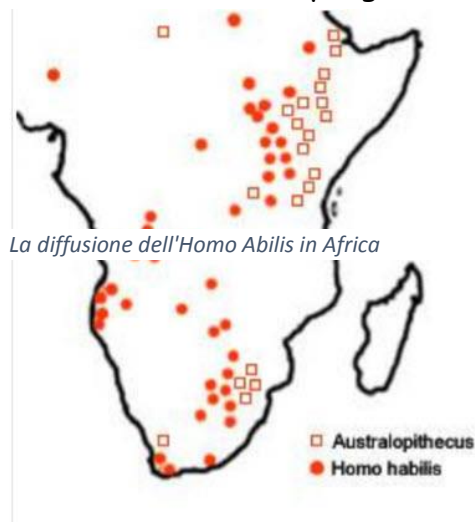 La diffusione dell'Homo Abilis in Africa
Australopithecus
Homo habilis